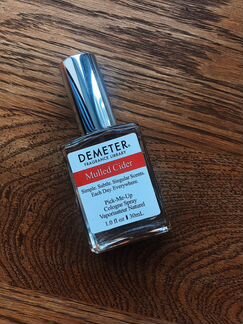 DEMETER®
FRAGRANCE LIBRARY
Mulled Cider
Simple. Subtle. Singular Scents.
Each Day. Everywhere.
Pick-Me-Up
Cologne Spray
Vaporisateur Naturel
1.0 fl oz | 30mL